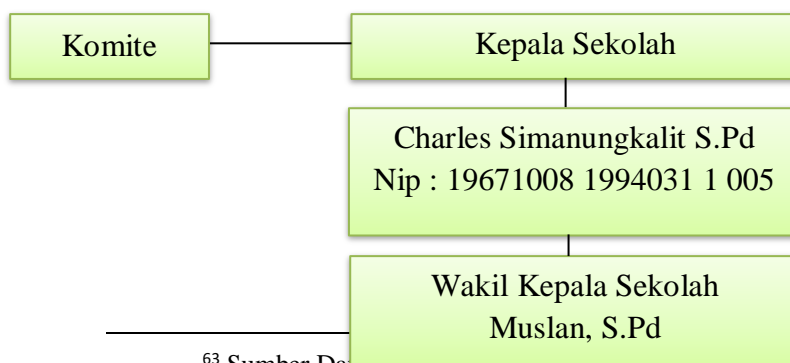 Komite
Kepala Sekolah
Charles Simanungkalit S.Pd
Nip : 19671008 1994031 1 005
Wakil Kepala Sekolah
Muslan, S.Pd
63 Sumber